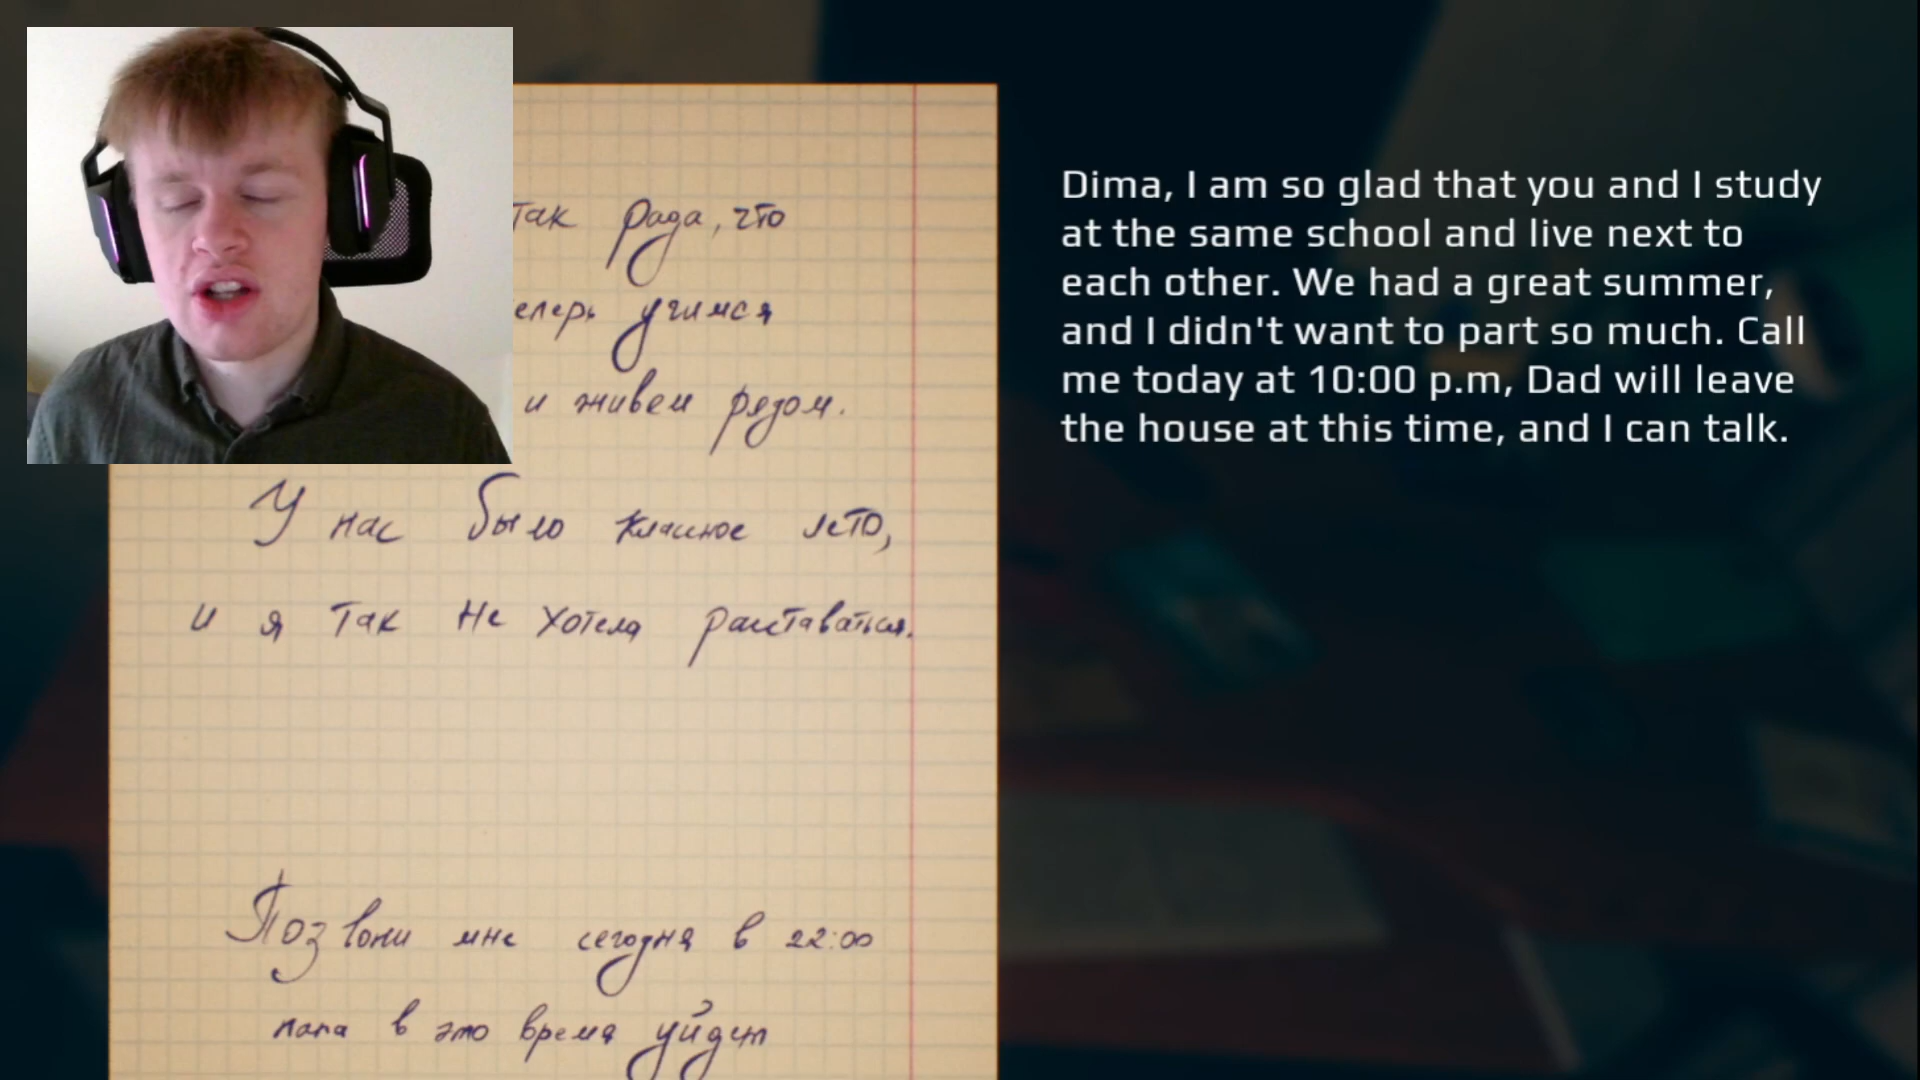 так рада, что
теперь учимся
и живем рядом.
У нас было классное лето,
и я так не хотела расставаться.
Позвони мне сегодня в 22:00
папа в это время уйдет
Dima, I am so glad that you and I study
at the same school and live next to
each other. We had a great summer,
and I didn't want to part so much. Call
me today at 10:00 p.m, Dad will leave
the house at this time, and I can talk.